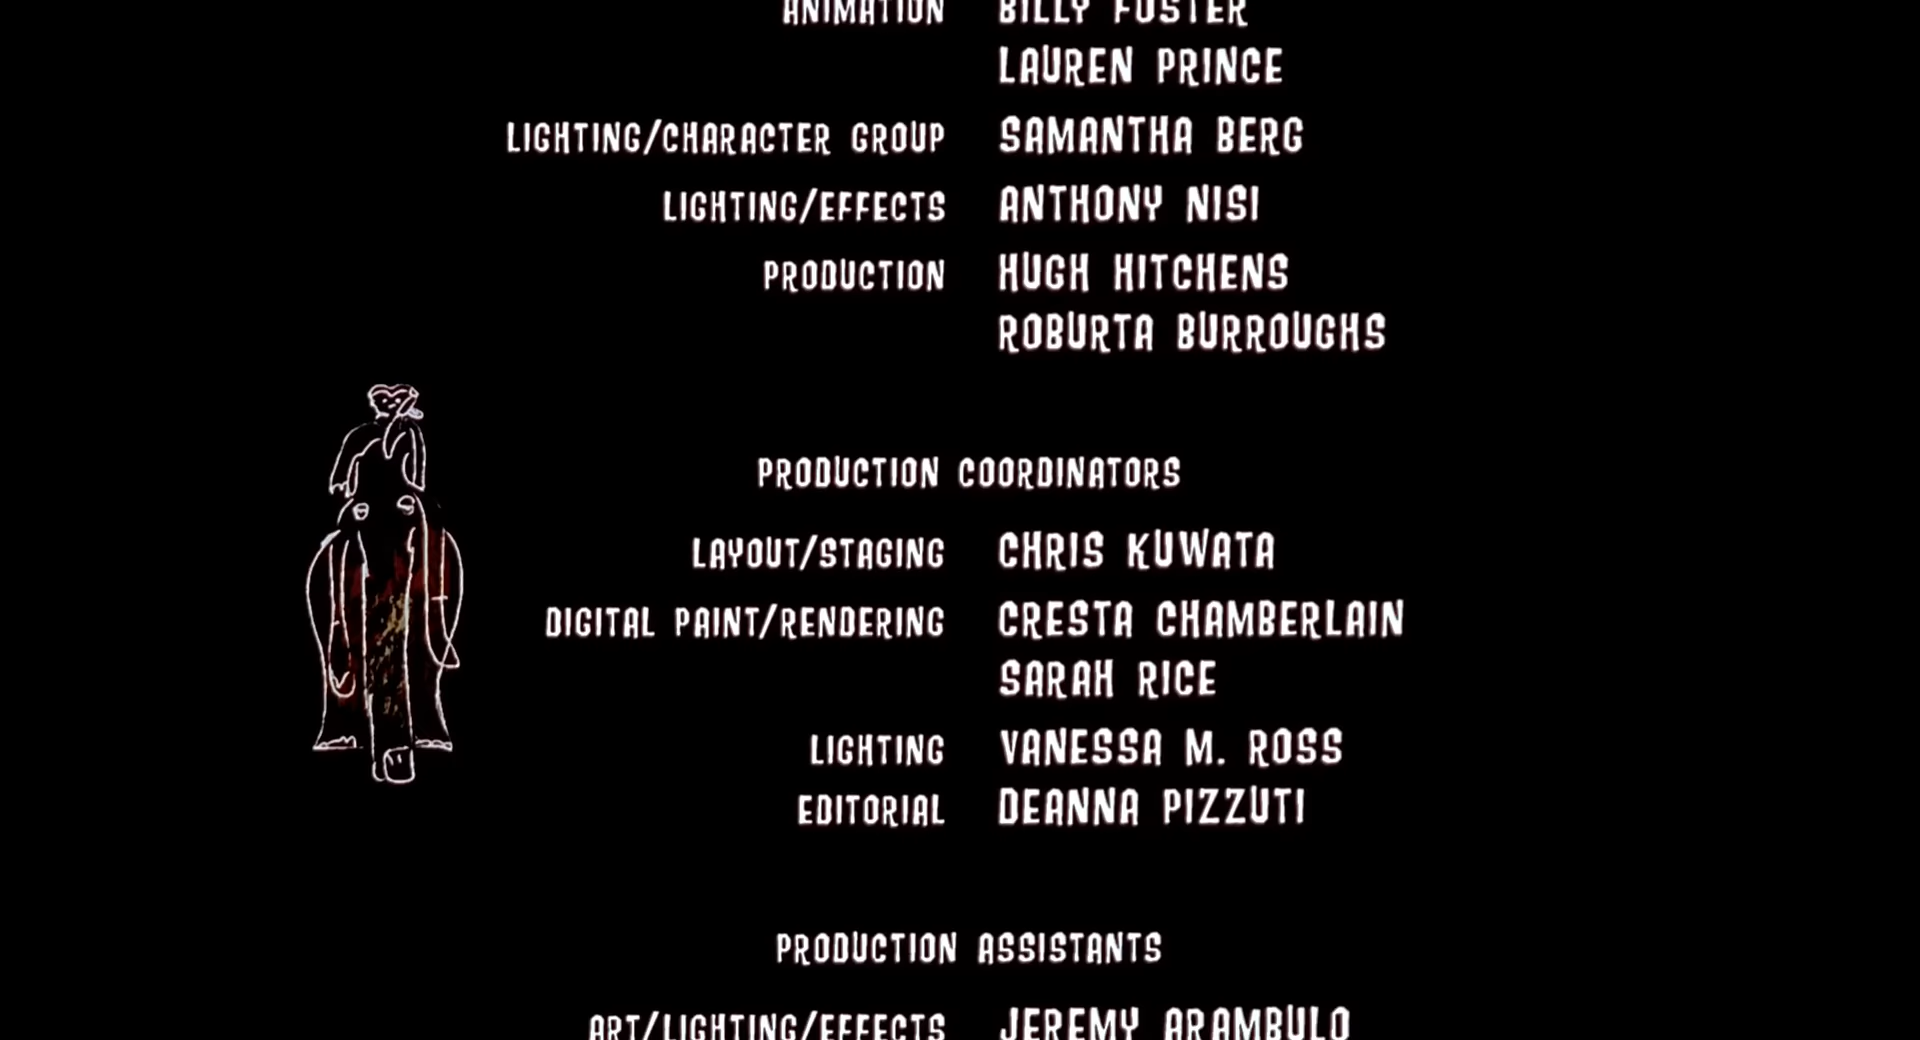 ANIMATION BILLY FOSTER
LAUREN PRINCE
LIGHTING/CHARACTER GROUP SAMANTHA BERG
LIGHTING/EFFECTS ANTHONY NISI
PRODUCTION HUGH HITCHENS
ROBURTA BURROUGHS
PRODUCTION COORDINATORS
LAYOUT/STAGING CHRIS KUWATA
DIGITAL PAINT/RENDERING CRESTA CHAMBERLAIN
SARAH RICE
LIGHTING VANESSA M. ROSS
EDITORIAL DEANNA PIZZUTI
PRODUCTION ASSISTANTS
ART/LIGHTING/EFFECTS JEREMY ARAMBULO